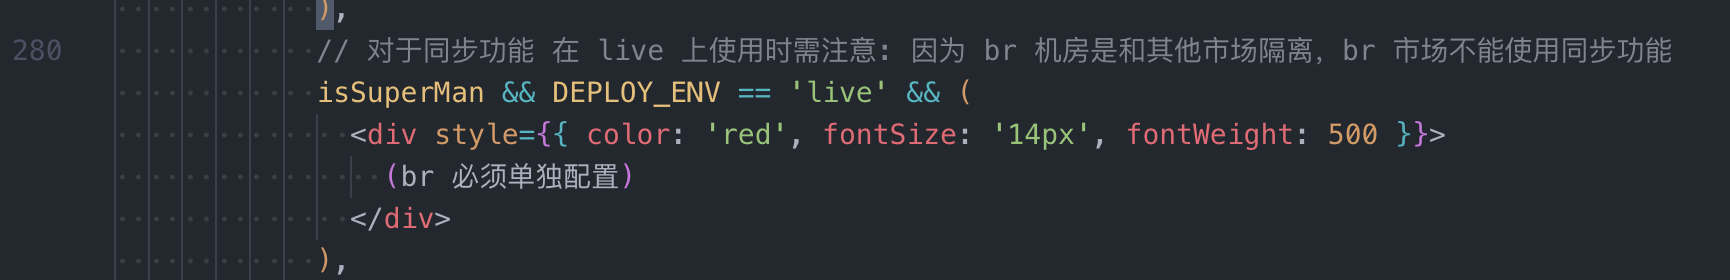 ),
280 // 对于同步功能 在 live 上使用时需注意: 因为 br 机房是和其他市场隔离，br 市场不能使用同步功能
isSuperMan && DEPLOY_ENV == 'live' && (
<div style={{ color: 'red', fontSize: '14px', fontWeight: 500 }}>
(br 必须单独配置)
</div>
),